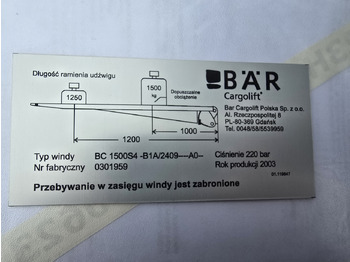 Długość ramienia udźwigu
1250
1500
kg
Dopuszczalne
obciążenie
1000
1200
BÄR
Cargolift
Bar Cargolift Polska Sp. z o.o.
Al. Rzeczpospolitej 8
PL-80-369 Gdańsk
Tel. 0048/58/5539959
Typ windy BC 1500S4 -B1A/2409----A0-- Ciśnienie 220 bar
Nr fabryczny 0301959 Rok produkcji 2003
Przebywanie w zasięgu windy jest zabronione